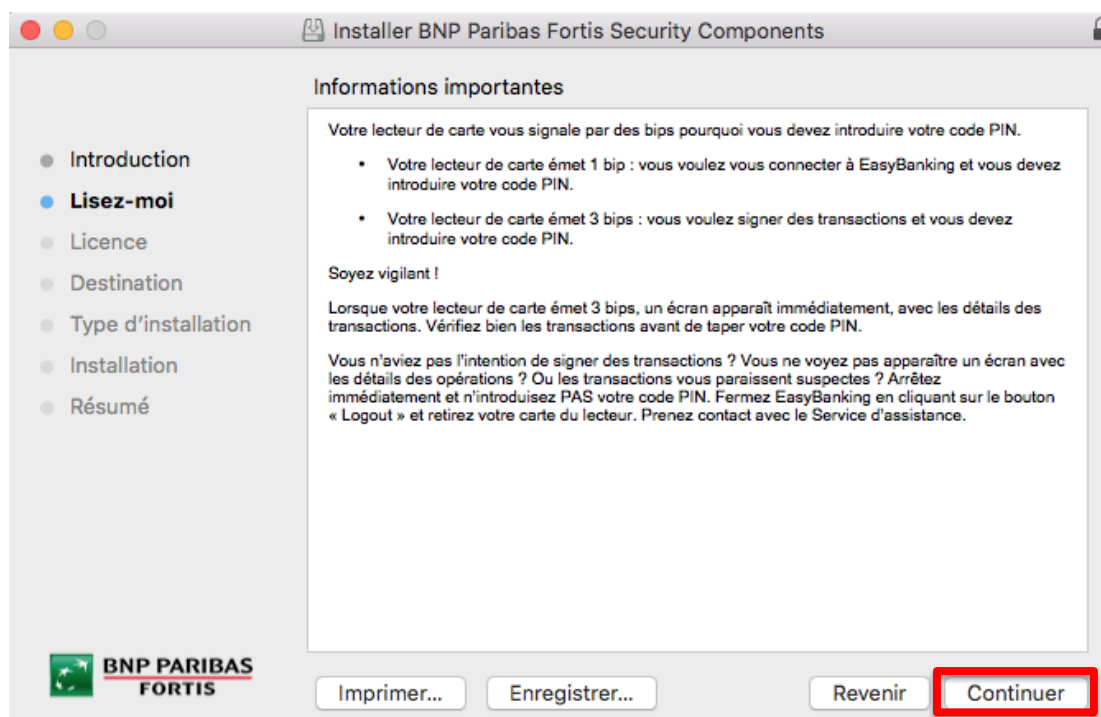 Installer BNP Paribas Fortis Security Components
Informations importantes
Introduction
Lisez-moi
Licence
Destination
Type d'installation
Installation
Résumé
Votre lecteur de carte vous signale par des bips pourquoi vous devez introduire votre code PIN.
• Votre lecteur de carte émet 1 bip : vous voulez vous connecter à EasyBanking et vous devez
introduire votre code PIN.
• Votre lecteur de carte émet 3 bips : vous voulez signer des transactions et vous devez
introduire votre code PIN.
Soyez vigilant !
Lorsque votre lecteur de carte émet 3 bips, un écran apparaît immédiatement, avec les détails des
transactions. Vérifiez bien les transactions avant de taper votre code PIN.
Vous n'aviez pas l'intention de signer des transactions ? Vous ne voyez pas apparaître un écran avec
les détails des opérations ? Ou les transactions vous paraissent suspectes ? Arrêtez
immédiatement et n'introduisez PAS votre code PIN. Fermez EasyBanking en cliquant sur le bouton
« Logout » et retirez votre carte du lecteur. Prenez contact avec le Service d'assistance.
BNP PARIBAS
FORTIS
Imprimer... Enregistrer... Revenir Continuer